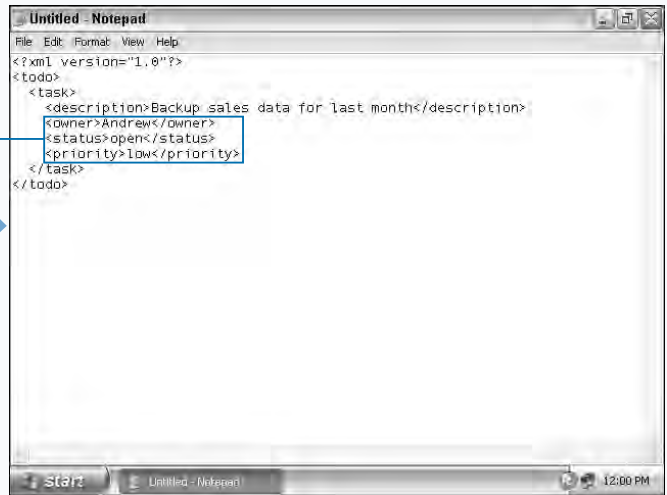 Untitled - Notepad
File Edit Format View Help
<?xml version="1.0"?>
<todo>
<task>
<description>Backup sales data for last month</description>
<owner>Andrew</owner>
<status>open</status>
<priority>low</priority>
</task>
</todo>
start Untitled - Notepad 12:00 PM